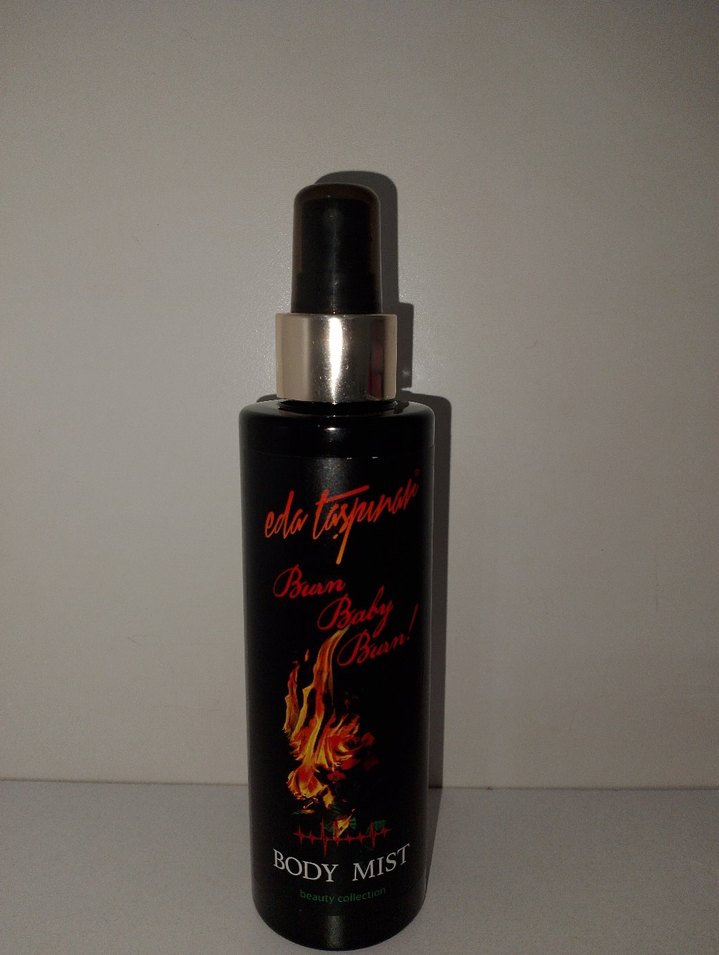 eda taşpınar®
Burn
Baby
Burn!
BODY MIST
beauty collection